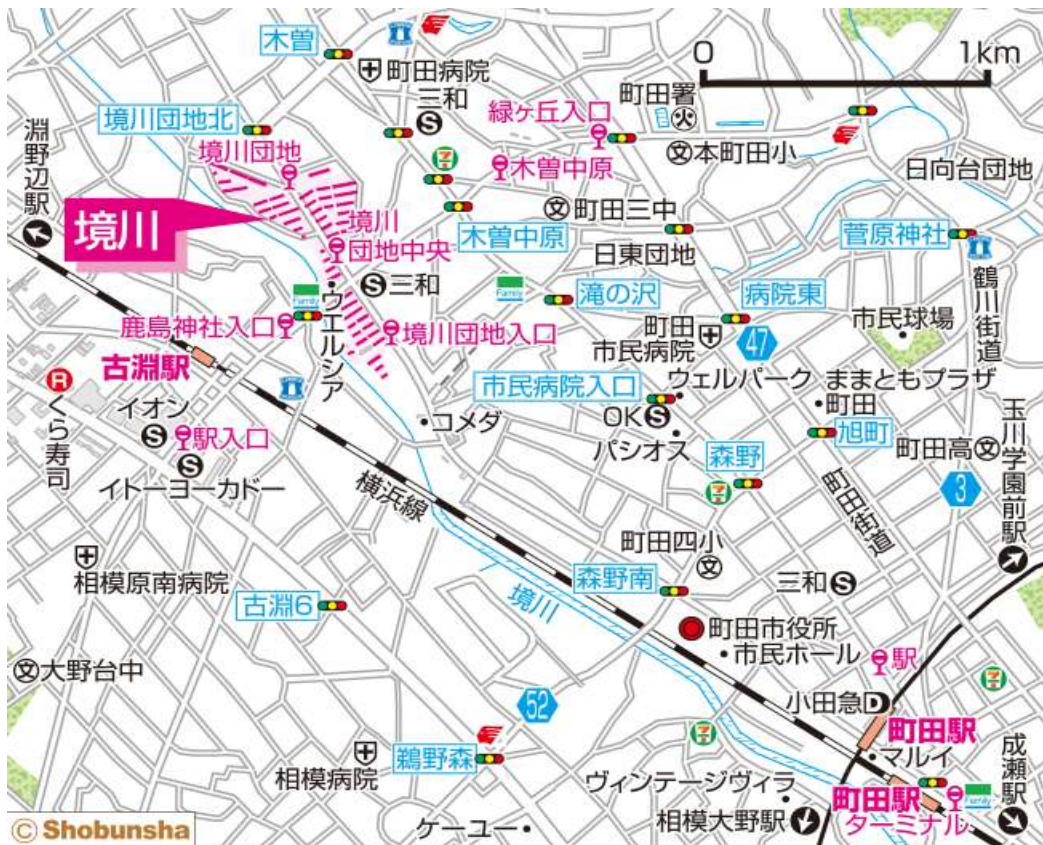 木曽
町田病院
三和
S
0
1km
町田署
緑ヶ丘入口
火
境川団地北
境川団地
淵野辺駅
木曽中原
文本町田小
日向台団地
境川
境川
団地中央
木曽中原
文町田三中
日東団地
菅原神社
S三和
Family
ウエルシア
Family
滝の沢
病院東
鶴川街道
鹿島神社入口
境川団地入口
町田
市民病院
47
市民球場
古淵駅
市民病院入口
ウェルパーク
ままともプラザ
町田
R
くら寿司
イオン
S
駅入口
S
イトーヨーカドー
コメダ
OK S
パシオス
旭町
森野
町田高文
玉川学園前駅
横浜線
町田街道
3
相模原南病院
町田四小
文
古淵6
境川
森野南
三和S
町田市役所
市民ホール
文大野台中
駅
52
小田急D
町田駅
マルイ
成瀬駅
鵜野森
相模病院
ヴィンテージヴィラ
町田駅
ターミナル
Family
相模大野駅
ケーユー
© Shobunsha